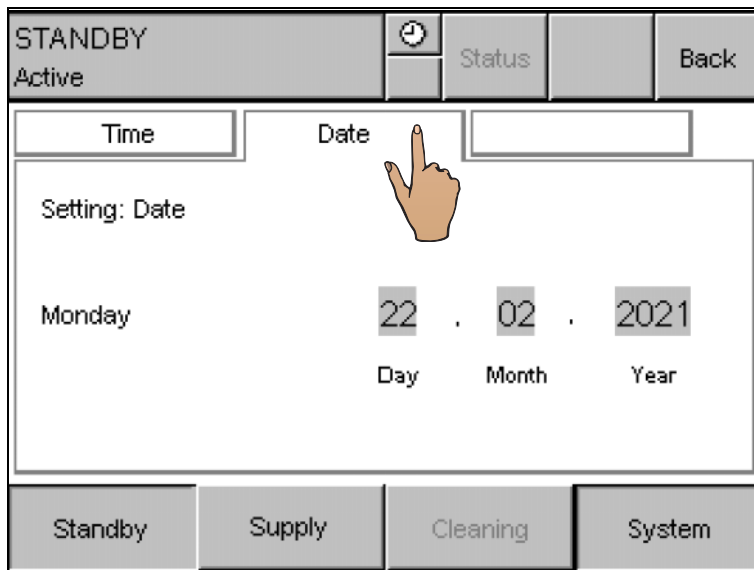 STANDBY
Active
Status
Back
Time
Date
Setting: Date
Monday
22 . 02 . 2021
Day Month Year
Standby
Supply
Cleaning
System